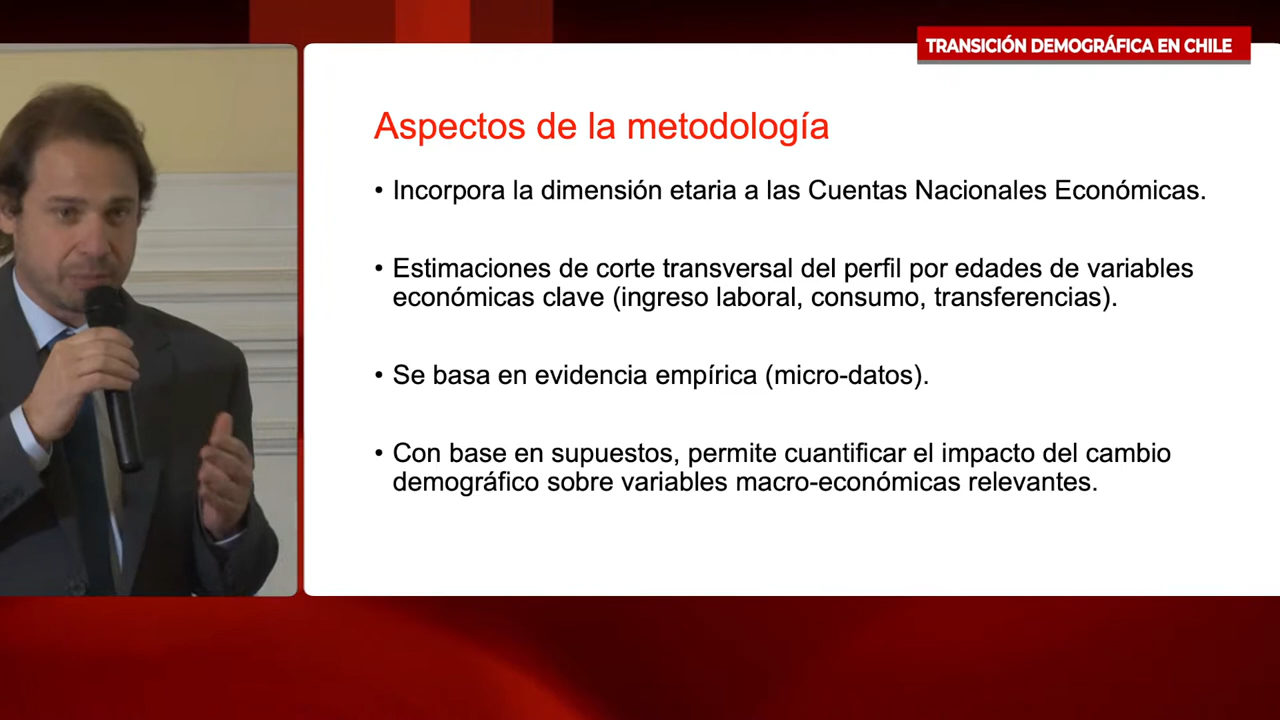 TRANSICIÓN DEMOGRÁFICA EN CHILE
Aspectos de la metodología
• Incorpora la dimensión etaria a las Cuentas Nacionales Económicas.
• Estimaciones de corte transversal del perfil por edades de variables
económicas clave (ingreso laboral, consumo, transferencias).
• Se basa en evidencia empírica (micro-datos).
• Con base en supuestos, permite cuantificar el impacto del cambio
demográfico sobre variables macro-económicas relevantes.